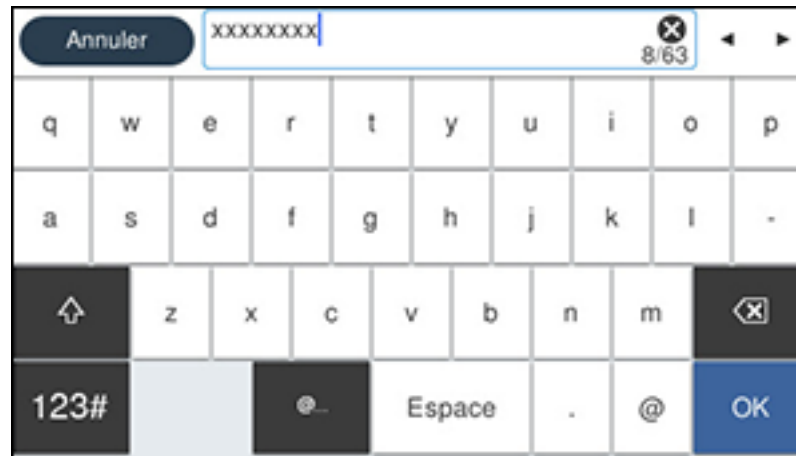 Annuler xxxxxxxx 8/63
q w e r t y u i o p
a s d f g h j k l -
z x c v b n m
123# @... Espace . @ OK